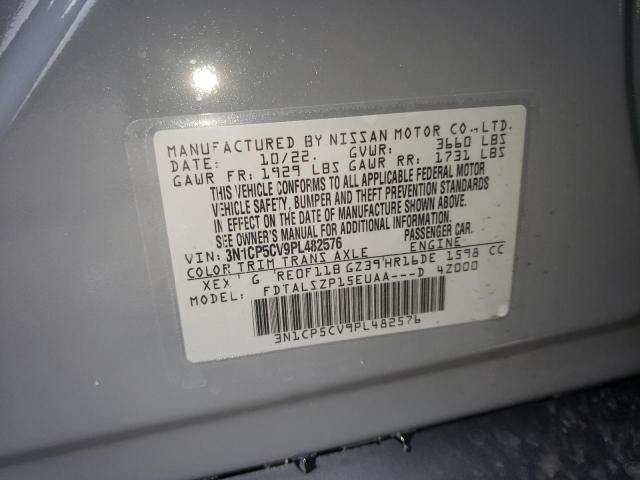 MANUFACTURED BY NISSAN MOTOR CO., LTD.
DATE: 10/22. GVWR: 3660 LBS
GAWR FR: 1929 LBS GAWR RR: 1731 LBS
THIS VEHICLE CONFORMS TO ALL APPLICABLE FEDERAL MOTOR
VEHICLE SAFETY, BUMPER AND THEFT PREVENTION STANDARDS
IN EFFECT ON THE DATE OF MANUFACTURE SHOWN ABOVE.
SEE OWNER'S MANUAL FOR ADDITIONAL INFORMATION.
VIN: 3N1CP5CV9PL482576 PASSENGER CAR.
COLOR TRIM TRANS AXLE ENGINE
XEX G RE0F11B GZ39 HR16DE 1598 CC
MODEL: FDTALSZP15EUAA---D 4Z000
3N1CP5CV9PL482576